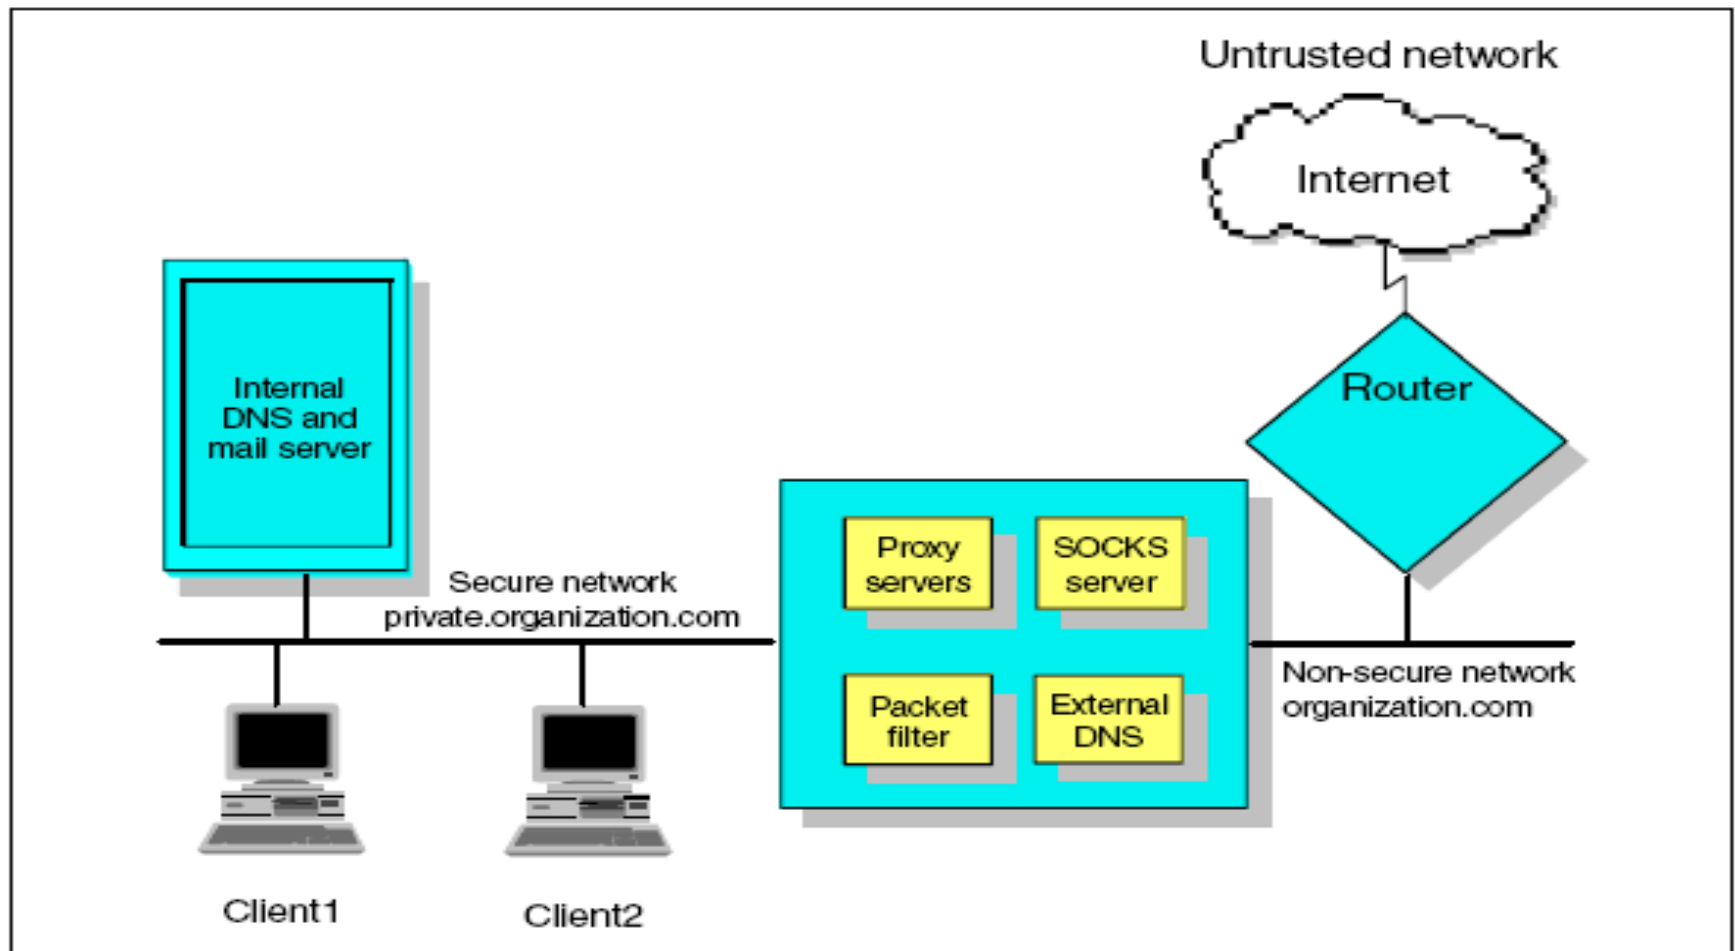 Untrusted network
Internet
Router
Internal
DNS and
mail server
Secure network
private.organization.com
Proxy
servers
SOCKS
server
Packet
filter
External
DNS
Non-secure network
organization.com
Client1
Client2